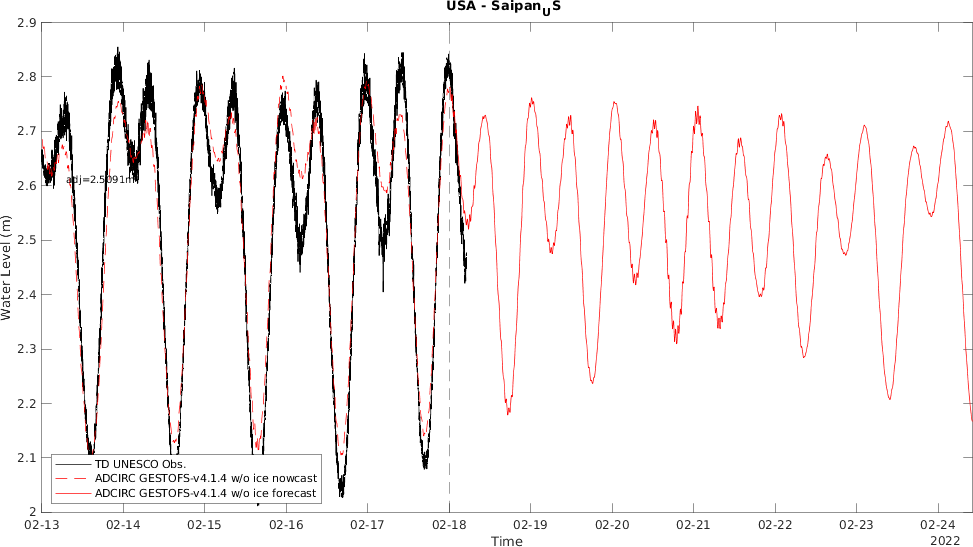 USA - Saipan_US
2.9
2.8
2.7
2.6
2.5
2.4
2.3
2.2
2.1
2
Water Level (m)
adj=2.5091m
TD UNESCO Obs.
ADCIRC GESTOFS-v4.1.4 w/o ice nowcast
ADCIRC GESTOFS-v4.1.4 w/o ice forecast
02-13 02-14 02-15 02-16 02-17 02-18 02-19 02-20 02-21 02-22 02-23 02-24
Time
2022